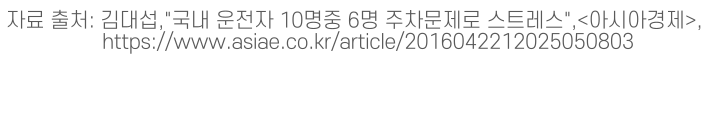 자료 출처: 김대섭,"국내 운전자 10명중 6명 주차문제로 스트레스",<아시아경제>,
https://www.asiae.co.kr/article/2016042212025050803